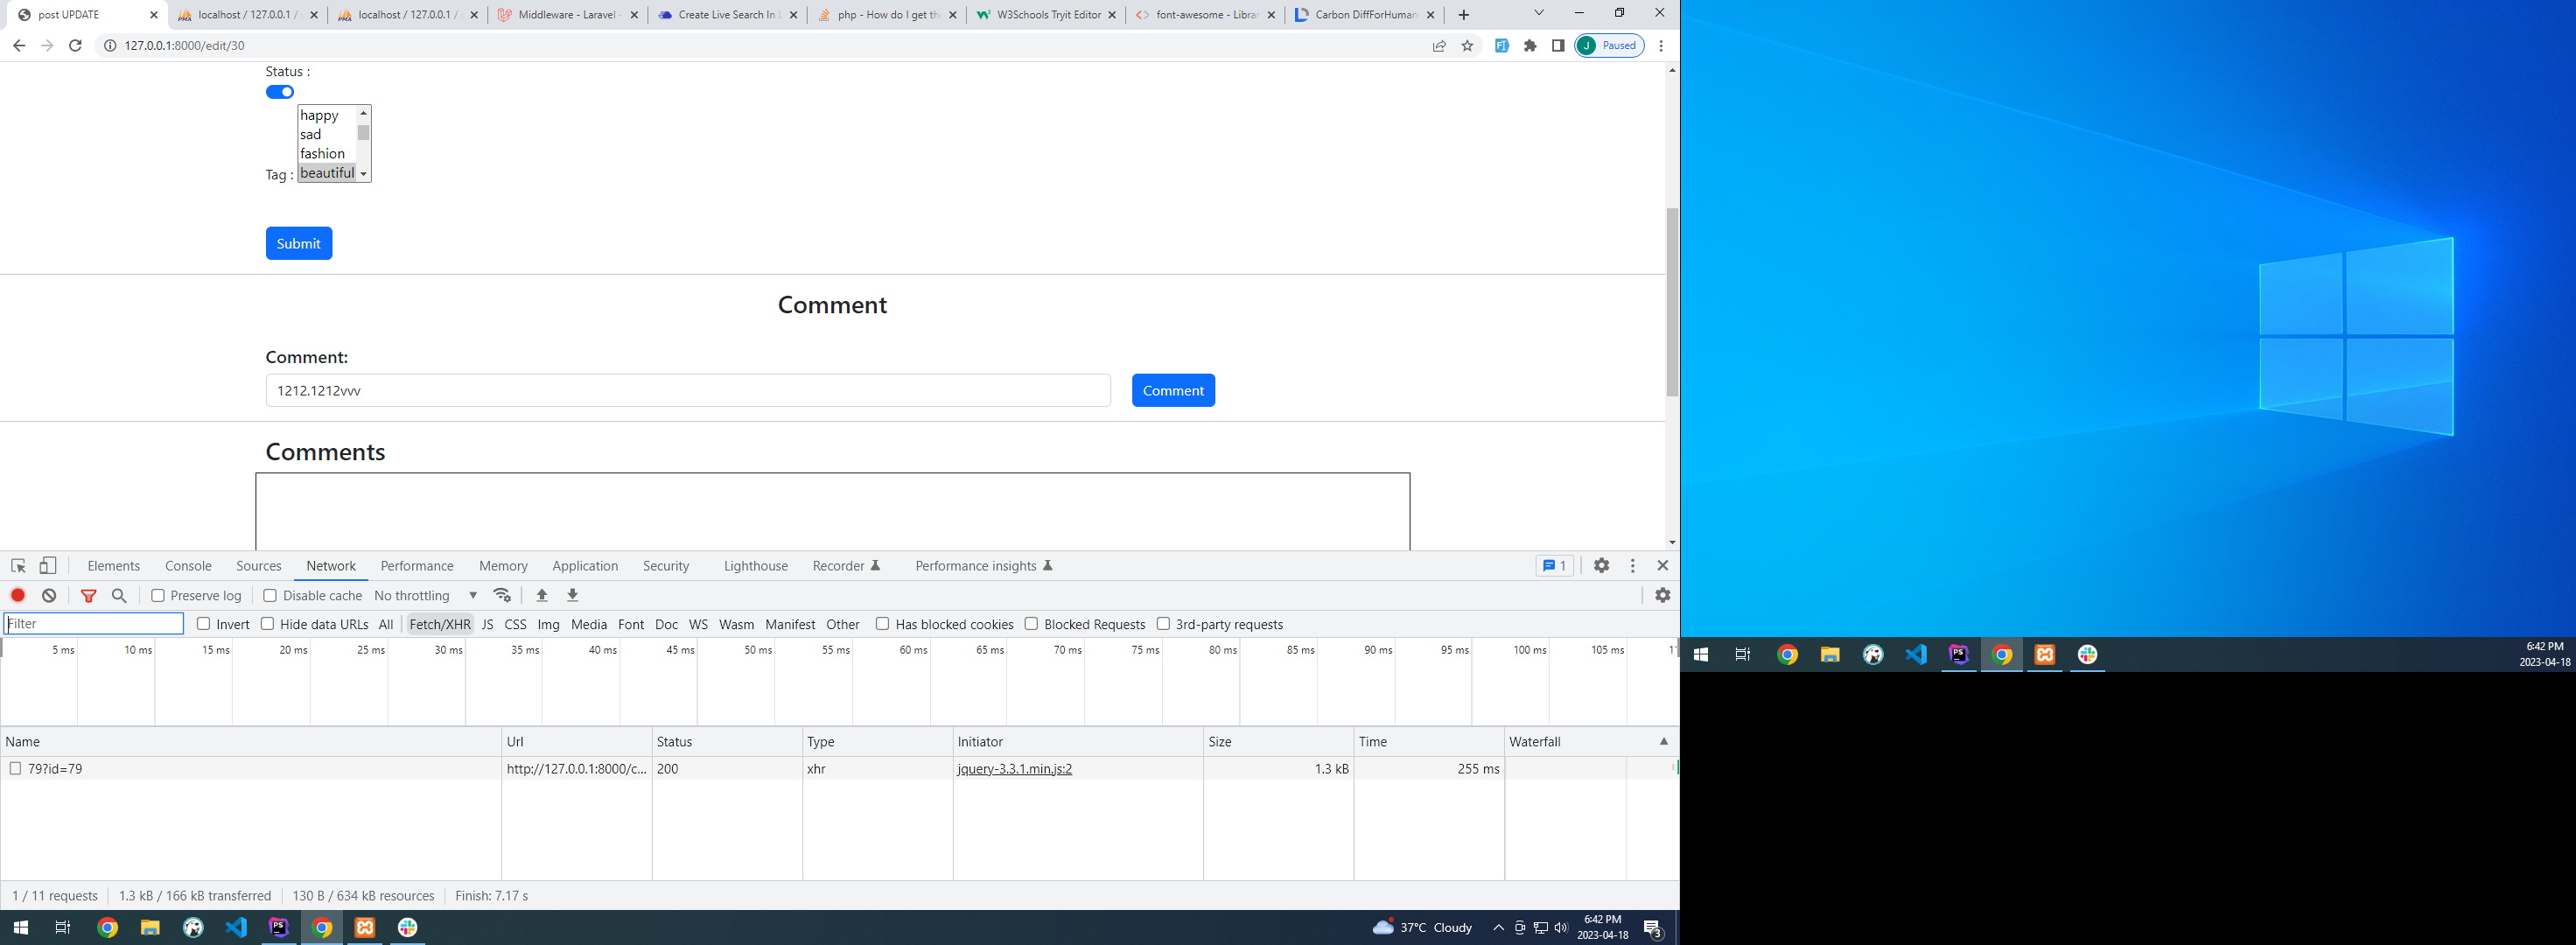 post UPDATE
localhost / 127.0.0.1 /
localhost / 127.0.0.1 /
Middleware - Laravel -
Create Live Search In
php - How do I get th
W3Schools Tryit Editor
font-awesome - Librar
Carbon DiffForHuman
127.0.0.1:8000/edit/30
J Paused
Status :
happy
sad
fashion
beautiful
Tag :
Submit
Comment
Comment:
1212.1212vvv
Comment
Comments
Elements Console Sources Network Performance Memory Application Security Lighthouse Recorder Performance insights 1
Preserve log Disable cache No throttling
Filter Invert Hide data URLs All Fetch/XHR JS CSS Img Media Font Doc WS Wasm Manifest Other Has blocked cookies Blocked Requests 3rd-party requests
5 ms 10 ms 15 ms 20 ms 25 ms 30 ms 35 ms 40 ms 45 ms 50 ms 55 ms 60 ms 65 ms 70 ms 75 ms 80 ms 85 ms 90 ms 95 ms 100 ms 105 ms
Name Url Status Type Initiator Size Time Waterfall
79?id=79 http://127.0.0.1:8000/c... 200 xhr jquery-3.3.1.min.js:2 1.3 kB 255 ms
1 / 11 requests 1.3 kB / 166 kB transferred 130 B / 634 kB resources Finish: 7.17 s
37°C Cloudy
6:42 PM
2023-04-18
3
6:42 PM
2023-04-18